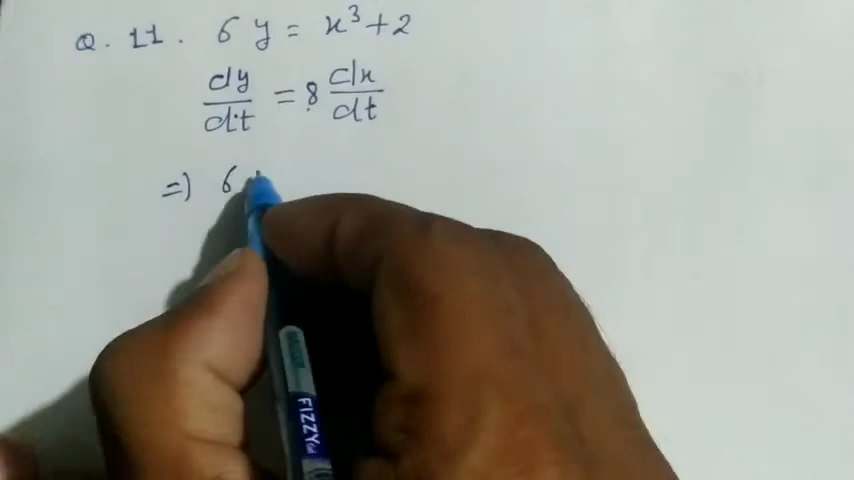 Q. 11. 6y = x³+2
dy/dt = 8 dx/dt
=) 6
FIZZY